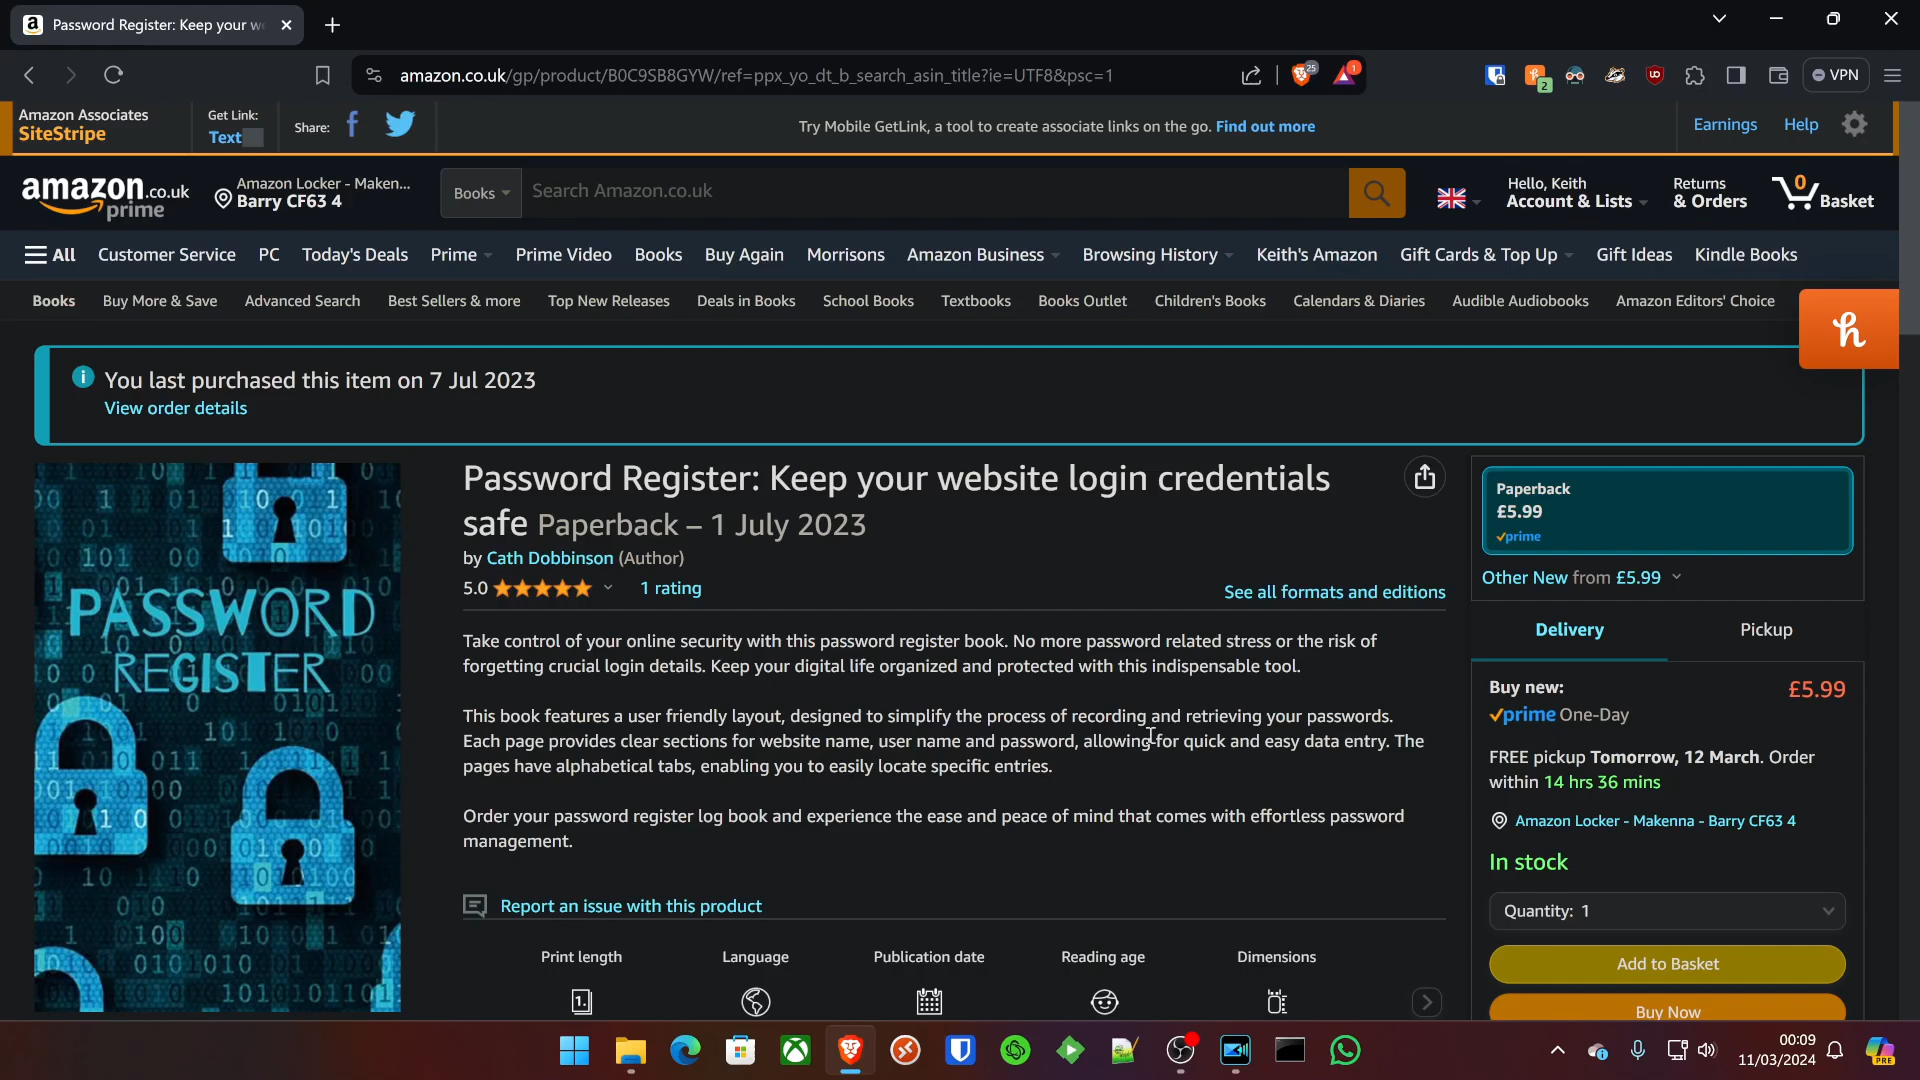 Password Register: Keep your we
amazon.co.uk/gp/product/B0C9SB8GYW/ref=ppx_yo_dt_b_search_asin_title?ie=UTF8&psc=1
25
1
2
UO
VPN
Amazon Associates
SiteStripe
Get Link:
Text
Share:
Try Mobile GetLink, a tool to create associate links on the go. Find out more
Earnings
Help
amazon.co.uk
prime
Amazon Locker - Maken...
Barry CF63 4
Books
Search Amazon.co.uk
Hello, Keith
Account & Lists
Returns
& Orders
0
Basket
All
Customer Service
PC
Today's Deals
Prime
Prime Video
Books
Buy Again
Morrisons
Amazon Business
Browsing History
Keith's Amazon
Gift Cards & Top Up
Gift Ideas
Kindle Books
Books
Buy More & Save
Advanced Search
Best Sellers & more
Top New Releases
Deals in Books
School Books
Textbooks
Books Outlet
Children's Books
Calendars & Diaries
Audible Audiobooks
Amazon Editors' Choice
h
You last purchased this item on 7 Jul 2023
View order details
PASSWORD
REGISTER
Password Register: Keep your website login credentials
safe Paperback – 1 July 2023
by Cath Dobbinson (Author)
5.0
1 rating
See all formats and editions
Take control of your online security with this password register book. No more password related stress or the risk of
forgetting crucial login details. Keep your digital life organized and protected with this indispensable tool.
This book features a user friendly layout, designed to simplify the process of recording and retrieving your passwords.
Each page provides clear sections for website name, user name and password, allowing for quick and easy data entry. The
pages have alphabetical tabs, enabling you to easily locate specific entries.
Order your password register log book and experience the ease and peace of mind that comes with effortless password
management.
Report an issue with this product
Print length
Language
Publication date
Reading age
Dimensions
Paperback
£5.99
prime
Other New from £5.99
Delivery
Pickup
Buy new:
£5.99
prime One-Day
FREE pickup Tomorrow, 12 March. Order
within 14 hrs 36 mins
Amazon Locker - Makenna - Barry CF63 4
In stock
Quantity: 1
Add to Basket
Buy Now
00:09
11/03/2024
PRE